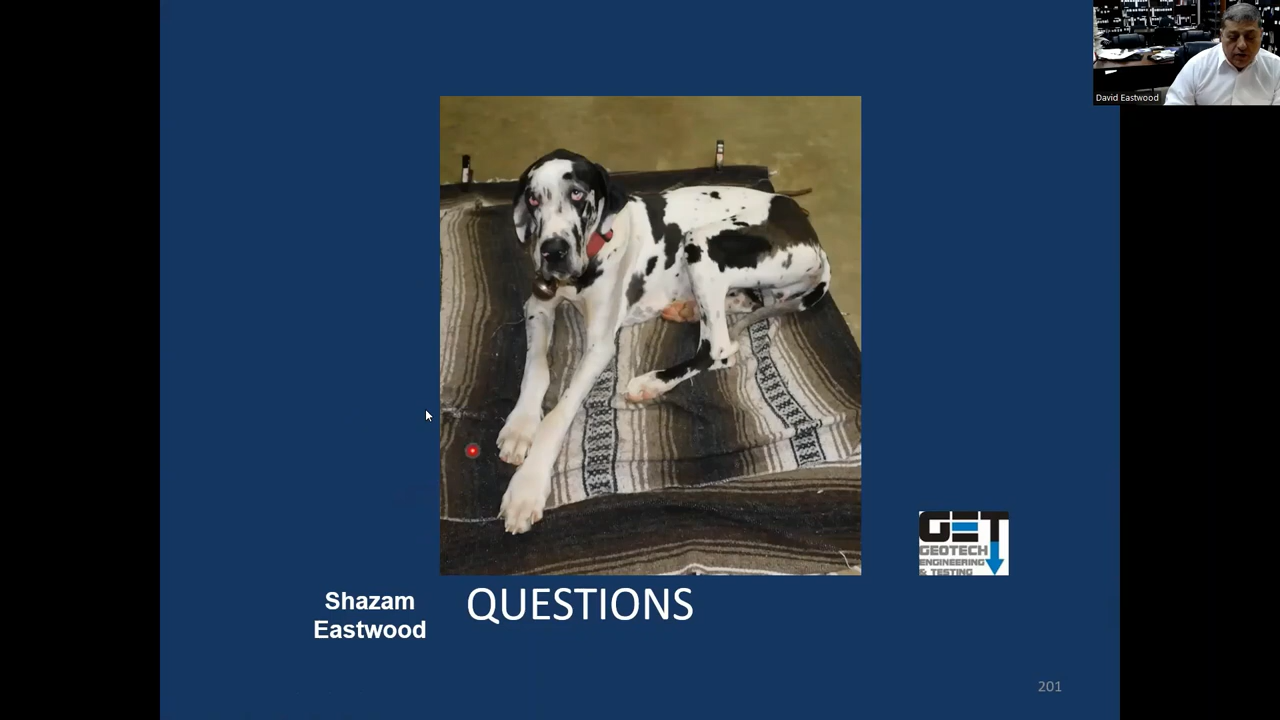 David Eastwood
GET
GEOTECH
ENGINEERING
& TESTING
Shazam
Eastwood
QUESTIONS
201